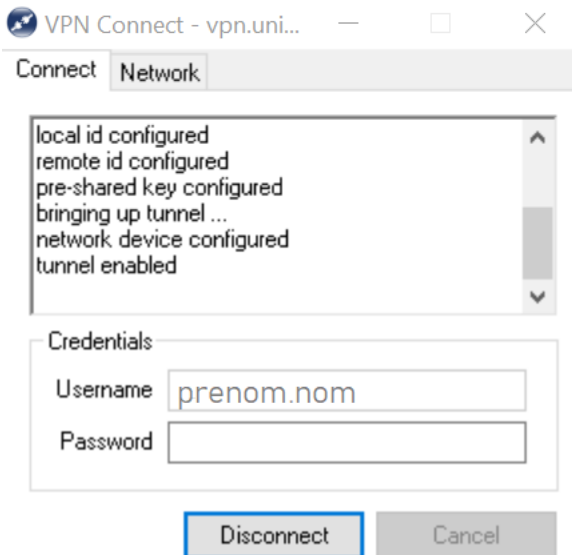 VPN Connect - vpn.uni...
Connect Network
local id configured
remote id configured
pre-shared key configured
bringing up tunnel ...
network device configured
tunnel enabled
Credentials
Username prenom.nom
Password
Disconnect Cancel